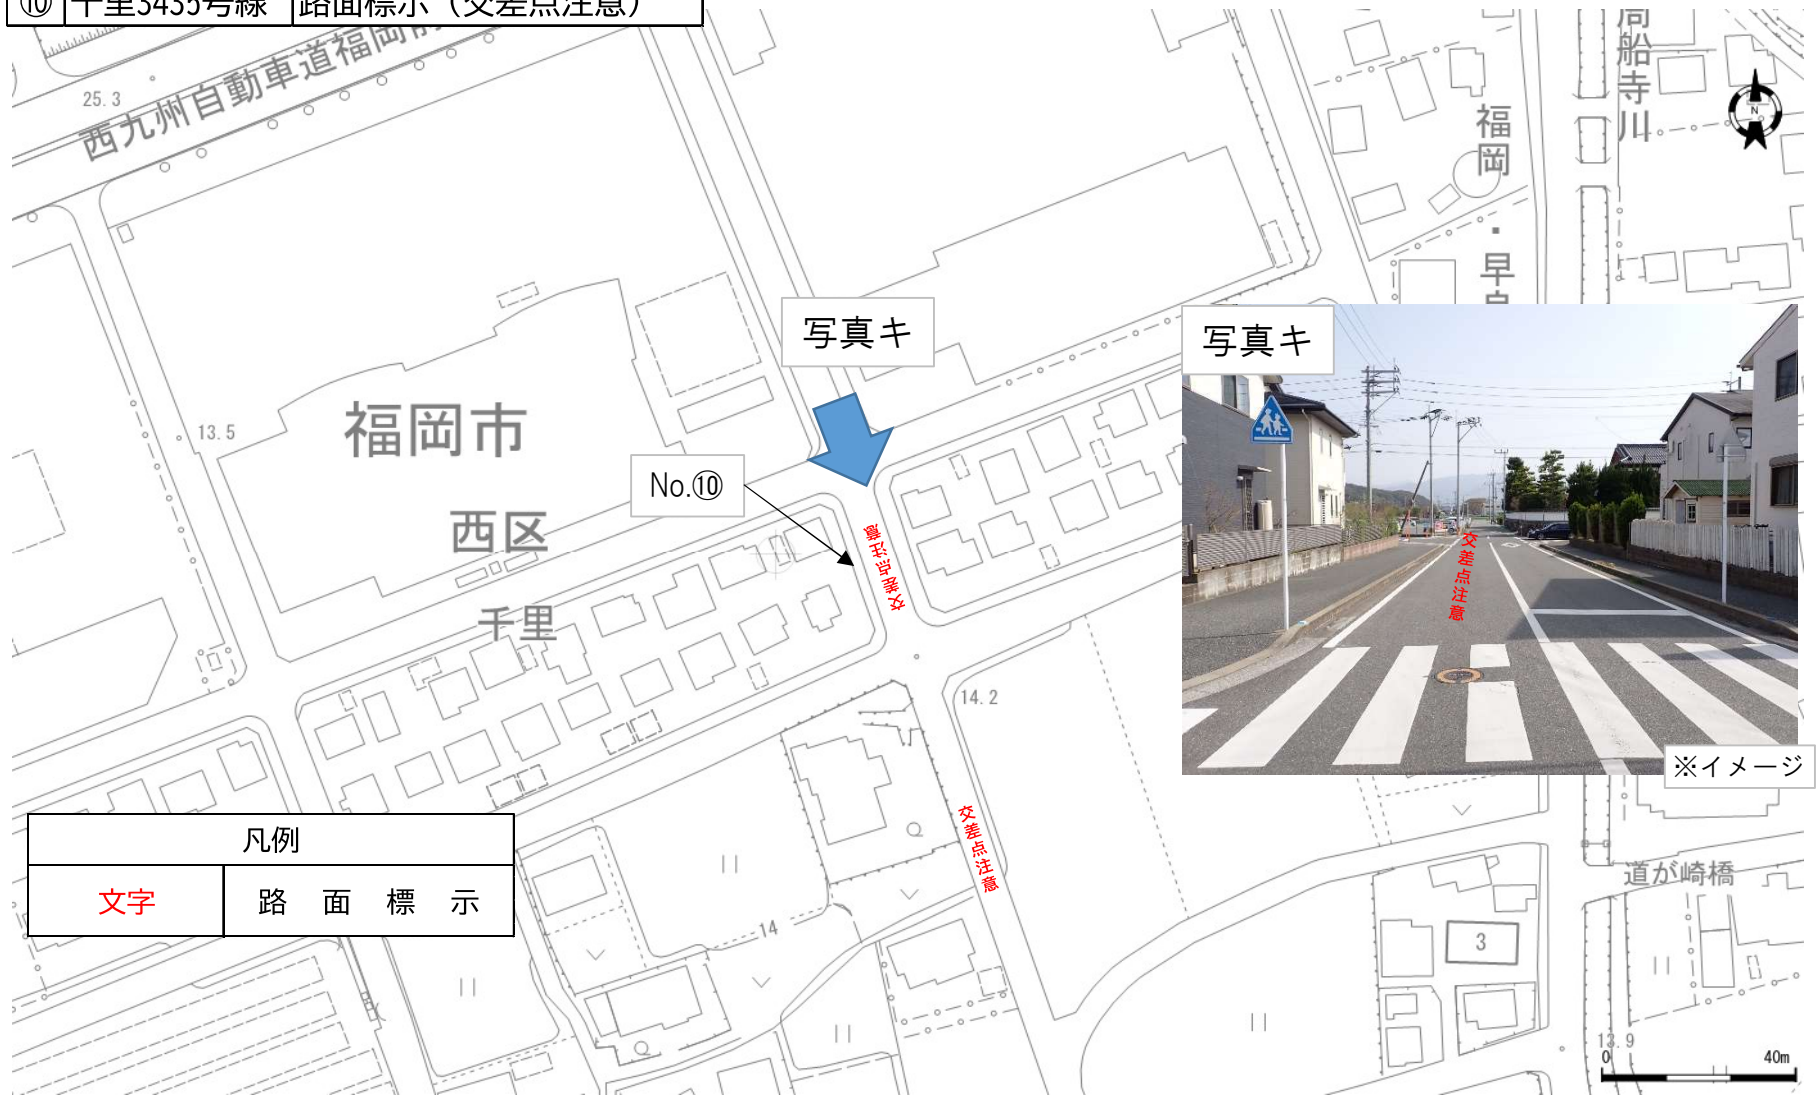 ⑩ 千里3435号線 路面標示（交差点注意）
西九州自動車道福岡前
25.3
周船寺川
福岡・早良
N
写真キ
写真キ
13.5
福岡市
No.⑩
西区
交差点注意
交差点注意
千里
14.2
※イメージ
交差点注意
凡例
文字 路面標示
道が崎橋
14
3
13.9
0 40m